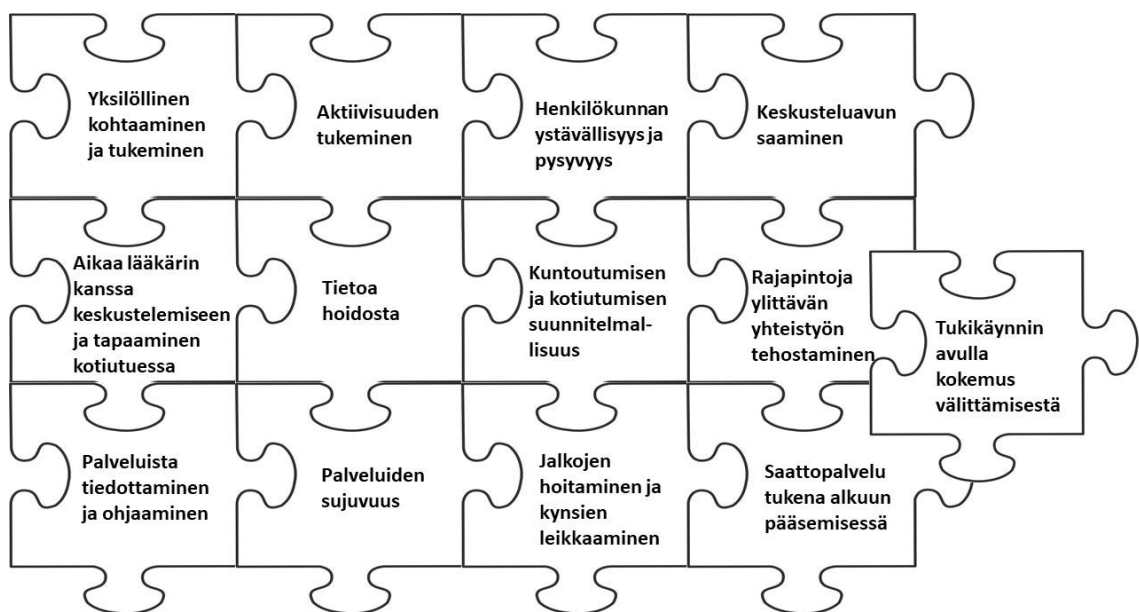 Yksilöllinen
kohtaaminen
ja tukeminen
Aktiivisuuden
tukeminen
Henkilökunnan
ystävällisyys ja
pysyvyys
Keskusteluavun
saaminen
Aikaa lääkärin
kanssa
keskustelemiseen
ja tapaaminen
kotiutuessa
Tietoa
hoidosta
Kuntoutumisen
ja kotiutumisen
suunnitelmal-
lisuus
Rajapintoja
ylittävän
yhteistyön
tehostaminen
Tukikäynnin
avulla
kokemus
välittämisestä
Palveluista
tiedottaminen
ja ohjaaminen
Palveluiden
sujuvuus
Jalkojen
hoitaminen ja
kynsien
leikkaaminen
Saattopalvelu
tukena alkuun
pääsemisessä